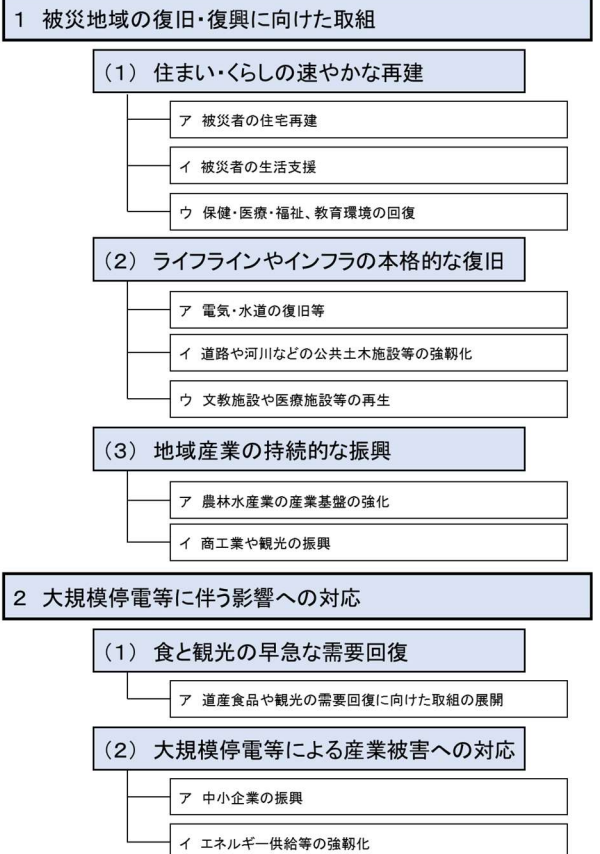 1 被災地域の復旧・復興に向けた取組
(1) 住まい・くらしの速やかな再建
ア 被災者の住宅再建
イ 被災者の生活支援
ウ 保健・医療・福祉、教育環境の回復
(2) ライフラインやインフラの本格的な復旧
ア 電気・水道の復旧等
イ 道路や河川などの公共土木施設等の強靱化
ウ 文教施設や医療施設等の再生
(3) 地域産業の持続的な振興
ア 農林水産業の産業基盤の強化
イ 商工業や観光の振興
2 大規模停電等に伴う影響への対応
(1) 食と観光の早急な需要回復
ア 道産食品や観光の需要回復に向けた取組の展開
(2) 大規模停電等による産業被害への対応
ア 中小企業の振興
イ エネルギー供給等の強靱化